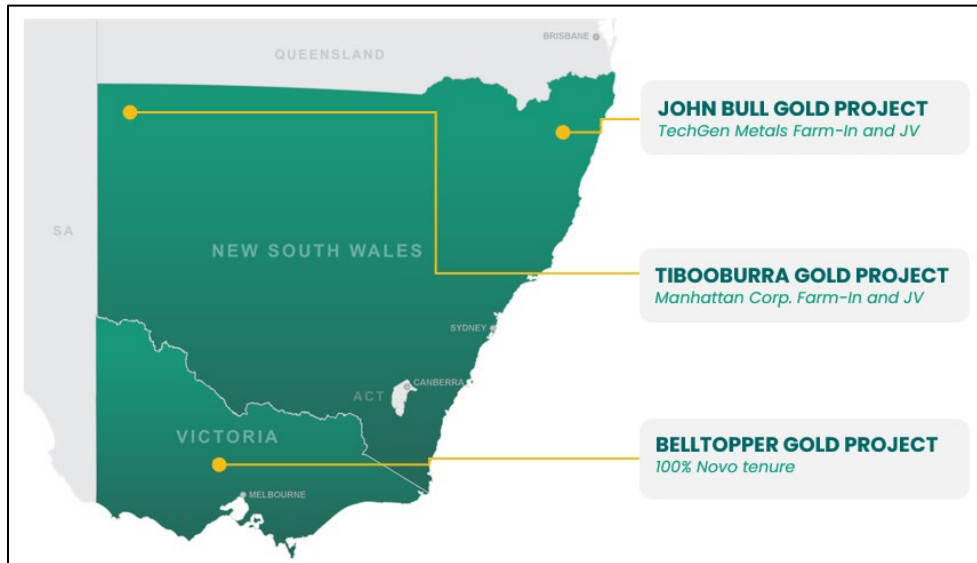 BRISBANE
QUEENSLAND
JOHN BULL GOLD PROJECT
TechGen Metals Farm-In and JV
SA
NEW SOUTH WALES
TIBOOBURRA GOLD PROJECT
Manhattan Corp. Farm-In and JV
SYDNEY
CANBERRA
ACT
VICTORIA
BELLTOPPER GOLD PROJECT
100% Novo tenure
MELBOURNE